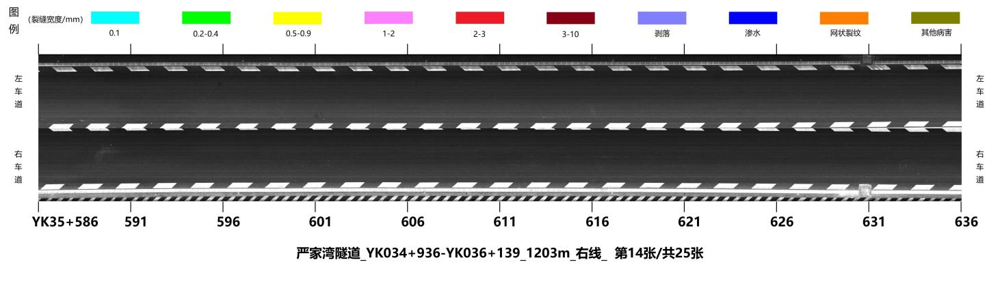 图例 (裂缝宽度/mm) 0.1 0.2-0.4 0.5-0.9 1-2 2-3 3-10 剥落 渗水 网状裂纹 其他病害
左车道 左车道
右车道 右车道
YK35+586 591 596 601 606 611 616 621 626 631 636
严家湾隧道_YK034+936-YK036+139_1203m_右线_ 第14张/共25张